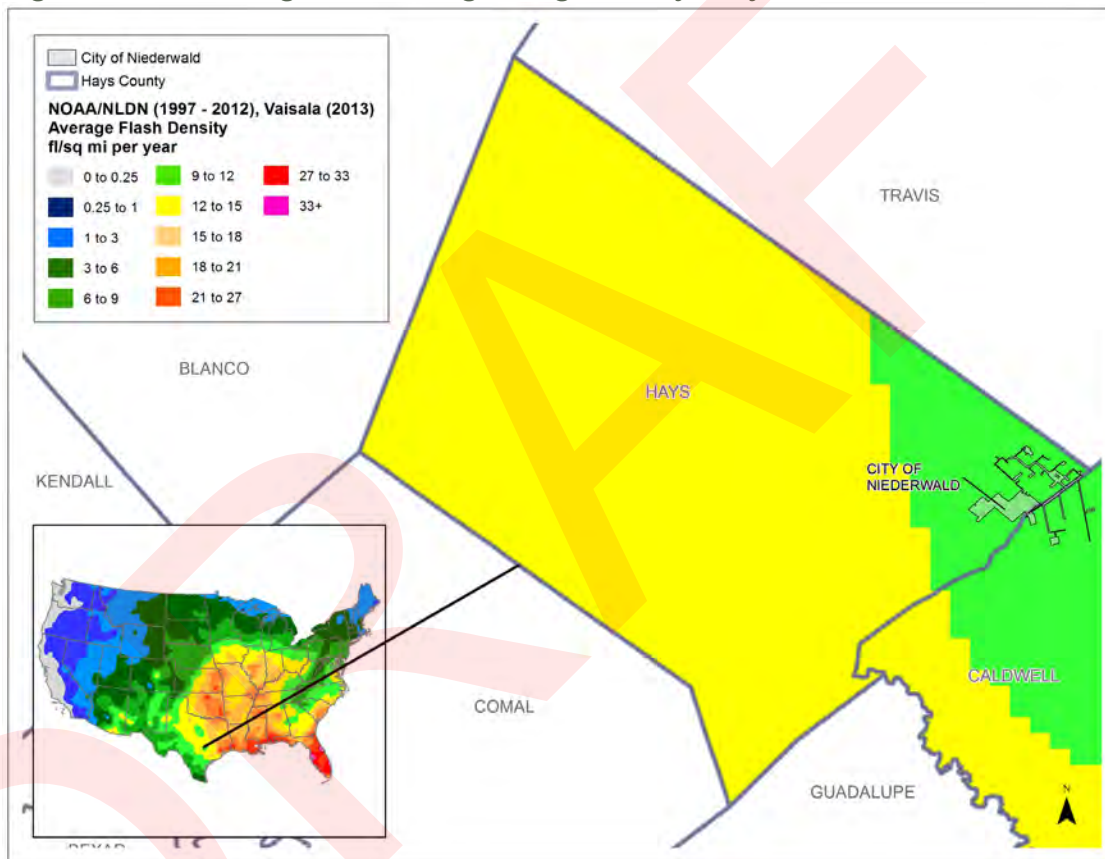 City of Niederwald
Hays County
NOAA/NLDN (1997 - 2012), Vaisala (2013)
Average Flash Density
fl/sq mi per year
0 to 0.25
0.25 to 1
1 to 3
3 to 6
6 to 9
9 to 12
12 to 15
15 to 18
18 to 21
21 to 27
27 to 33
33+
TRAVIS
BLANCO
HAYS
CITY OF
NIEDERWALD
KENDALL
CALDWELL
COMAL
GUADALUPE
N
BEXAR
DRAF